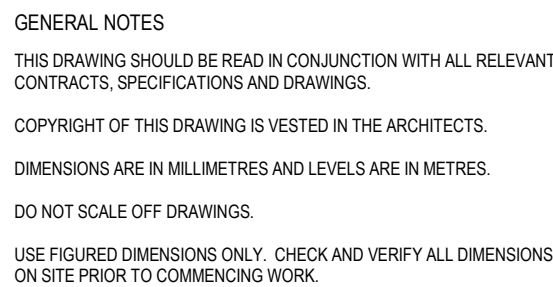 GENERAL NOTES
THIS DRAWING SHOULD BE READ IN CONJUNCTION WITH ALL RELEVANT
CONTRACTS, SPECIFICATIONS AND DRAWINGS.
COPYRIGHT OF THIS DRAWING IS VESTED IN THE ARCHITECTS.
DIMENSIONS ARE IN MILLIMETRES AND LEVELS ARE IN METRES.
DO NOT SCALE OFF DRAWINGS.
USE FIGURED DIMENSIONS ONLY.  CHECK AND VERIFY ALL DIMENSIONS
ON SITE PRIOR TO COMMENCING WORK.